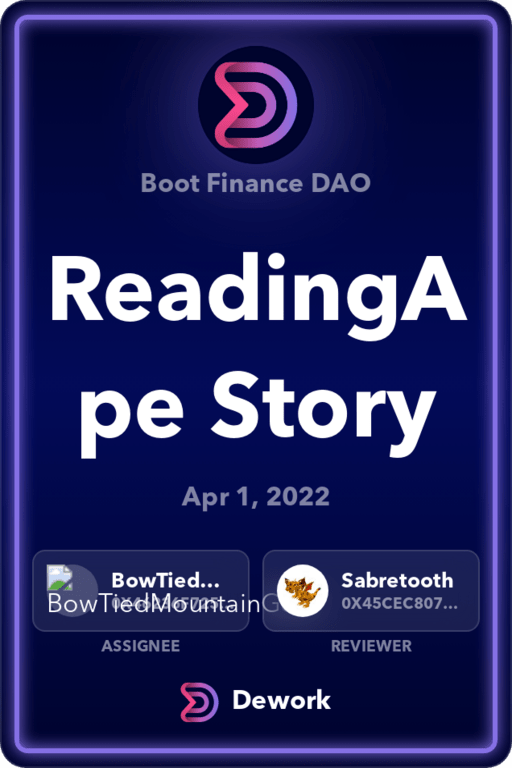 Boot Finance DAO
ReadingA
pe Story
Apr 1, 2022
BowTied...
BowTiedMountainG
ASSIGNEE
Sabretooth
0X45CEC807...
REVIEWER
Dework